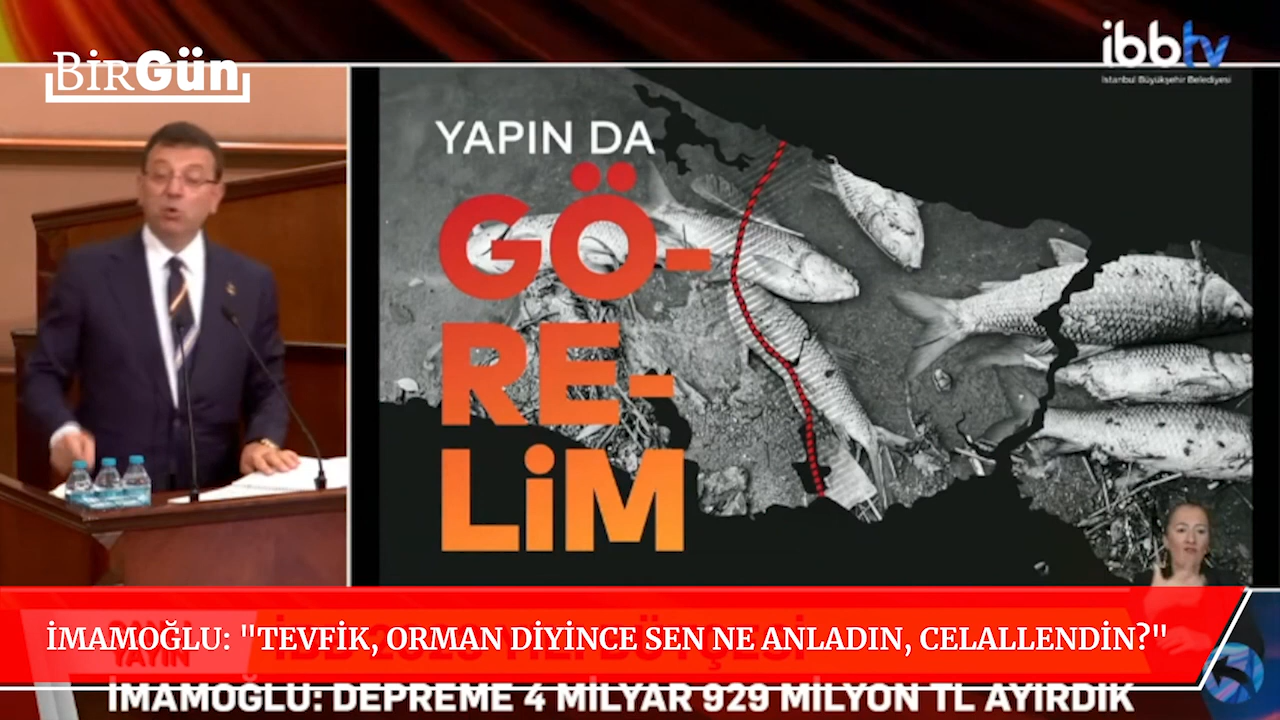 BiRGün
ibbtv
İstanbul Büyükşehir Belediyesi
YAPIN DA
GÖ-
RE-
LİM
İMAMOĞLU: "TEVFİK, ORMAN DİYİNCE SEN NE ANLADIN, CELALLENDİN?"
YAYIN
İMAMOĞLU: DEPREME 4 MİLYAR 929 MİLYON TL AYIRDIK